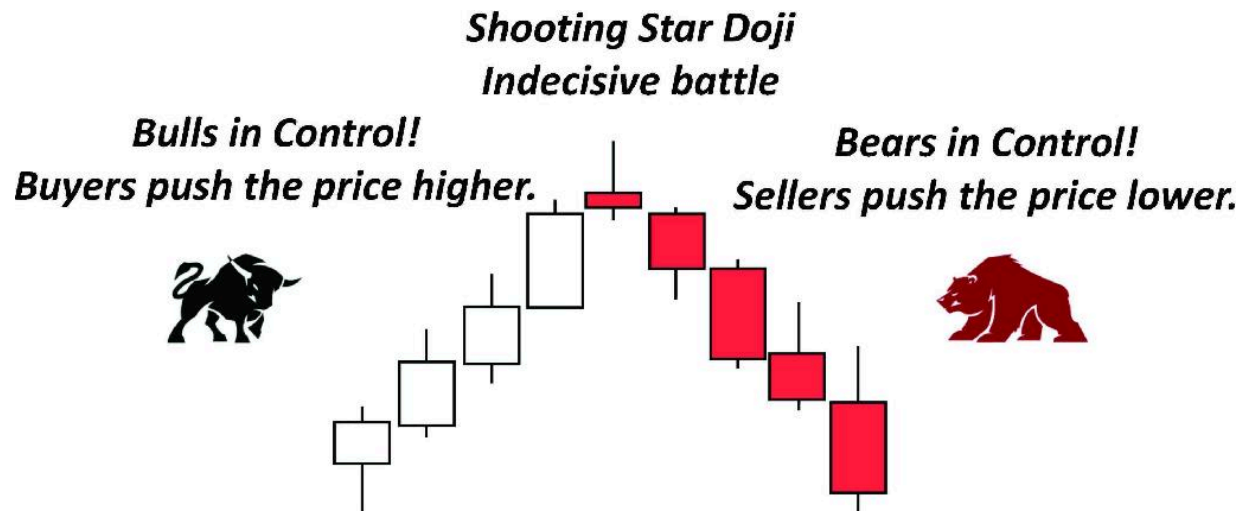 Shooting Star Doji
Indecisive battle
Bulls in Control!
Buyers push the price higher.
Bears in Control!
Sellers push the price lower.